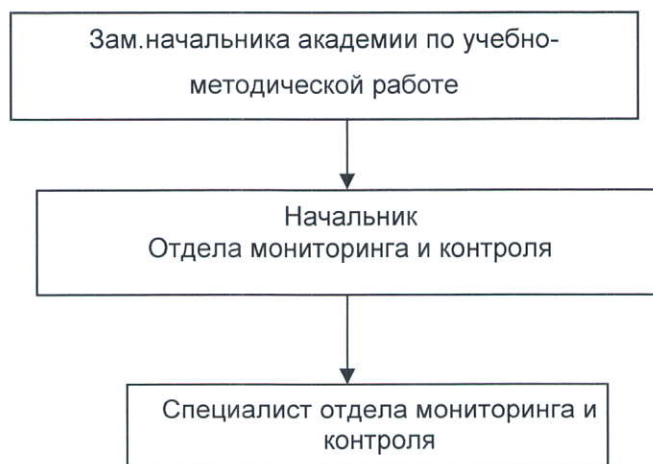 Зам.начальника академии по учебно-
методической работе
Начальник
Отдела мониторинга и контроля
Специалист отдела мониторинга и
контроля